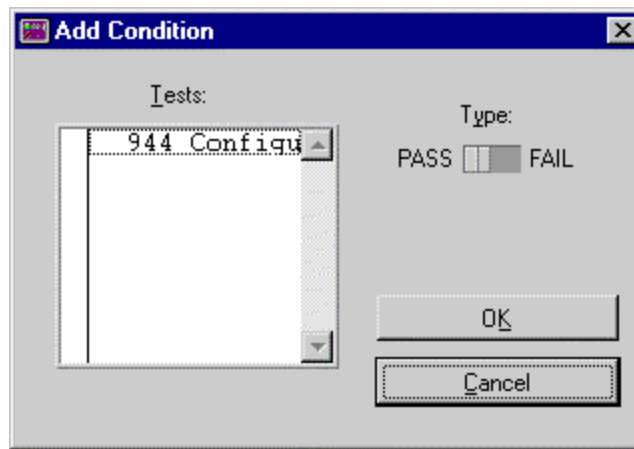 Add Condition
Tests:
944 Configu
Type:
PASS FAIL
OK
Cancel